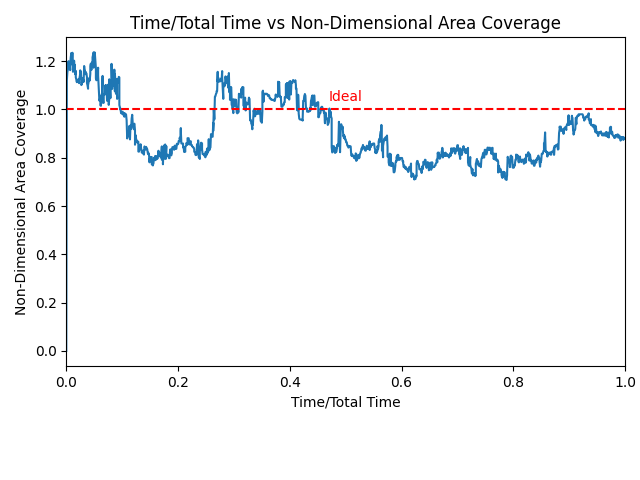 Time/Total Time vs Non-Dimensional Area Coverage
Non-Dimensional Area Coverage
1.2
1.0
0.8
0.6
0.4
0.2
0.0
Ideal
0.0 0.2 0.4 0.6 0.8 1.0
Time/Total Time